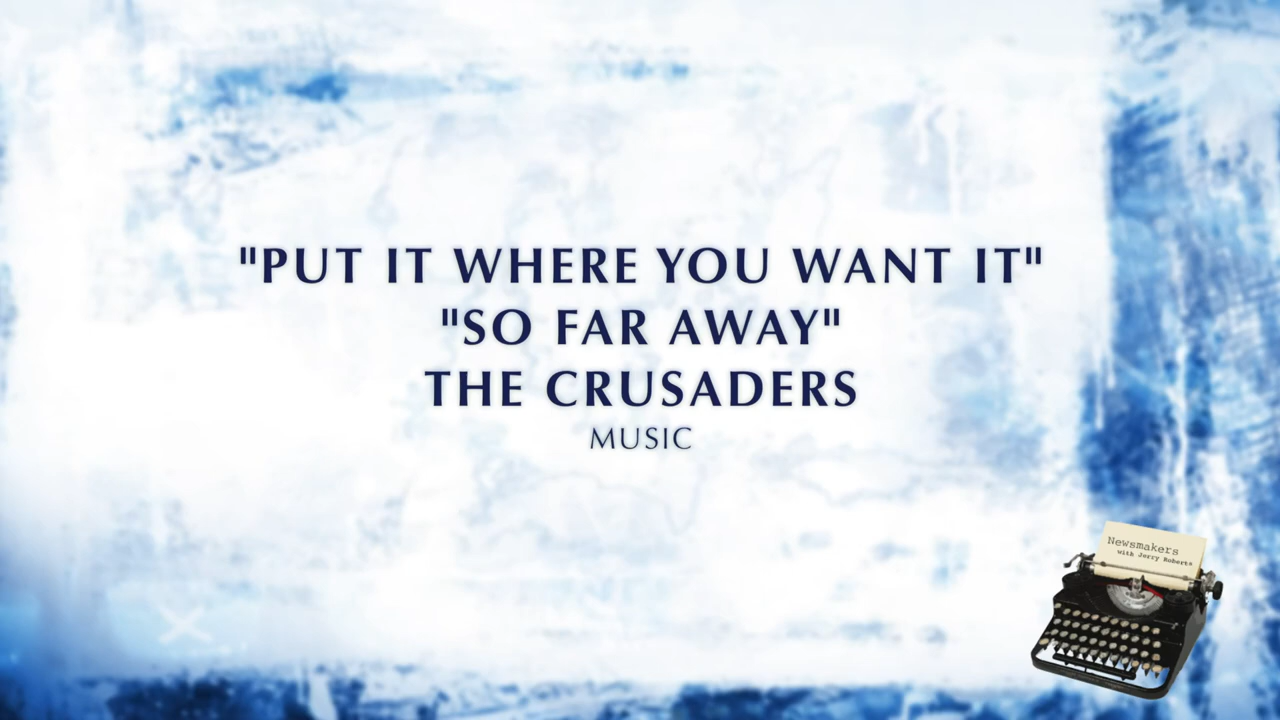 "PUT IT WHERE YOU WANT IT"
"SO FAR AWAY"
THE CRUSADERS
MUSIC
Newsmakers
with Jerry Roberts